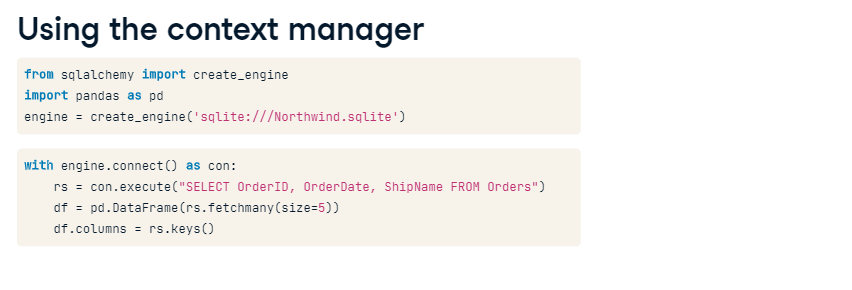 Using the context manager
from sqlalchemy import create_engine
import pandas as pd
engine = create_engine('sqlite:///Northwind.sqlite')
with engine.connect() as con:
    rs = con.execute("SELECT OrderID, OrderDate, ShipName FROM Orders")
    df = pd.DataFrame(rs.fetchmany(size=5))
    df.columns = rs.keys()